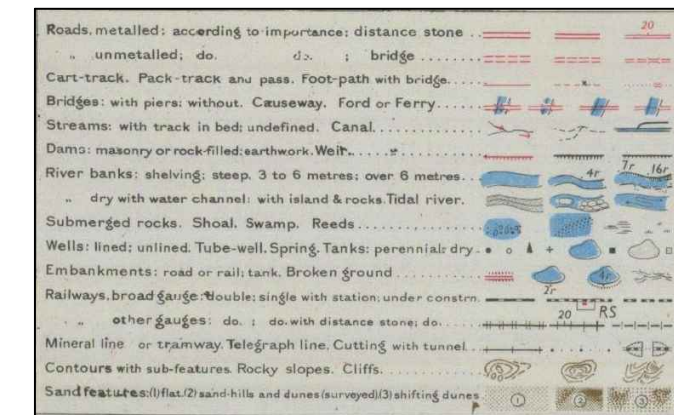 Roads, metalled: according to importance; distance stone .. 20
„ unmetalled; do. do. ; bridge .......
Cart-track. Pack-track and pass. Foot-path with bridge.....
Bridges: with piers; without. Causeway. Ford or Ferry......
Streams: with track in bed; undefined. Canal..............
Dams: masonry or rock-filled; earthwork. Weir.............
River banks: shelving; steep, 3 to 6 metres; over 6 metres... 4r 7r 16r
„ dry with water channel; with island & rocks. Tidal river.
Submerged rocks. Shoal. Swamp. Reeds...................
Wells: lined; unlined. Tube-well. Spring. Tanks: perennial; dry.
Embankments: road or rail; tank. Broken ground ........... 2r 4r
Railways, broad gauge: double; single with station; under constrn. RS
„ other gauges: do. ; do. with distance stone; do...... 20
Mineral line or tramway. Telegraph line. Cutting with tunnel..
Contours with sub-features. Rocky slopes. Cliffs............
Sand features: (1) flat. (2) sand-hills and dunes (surveyed) (3) shifting dunes 1 2 3